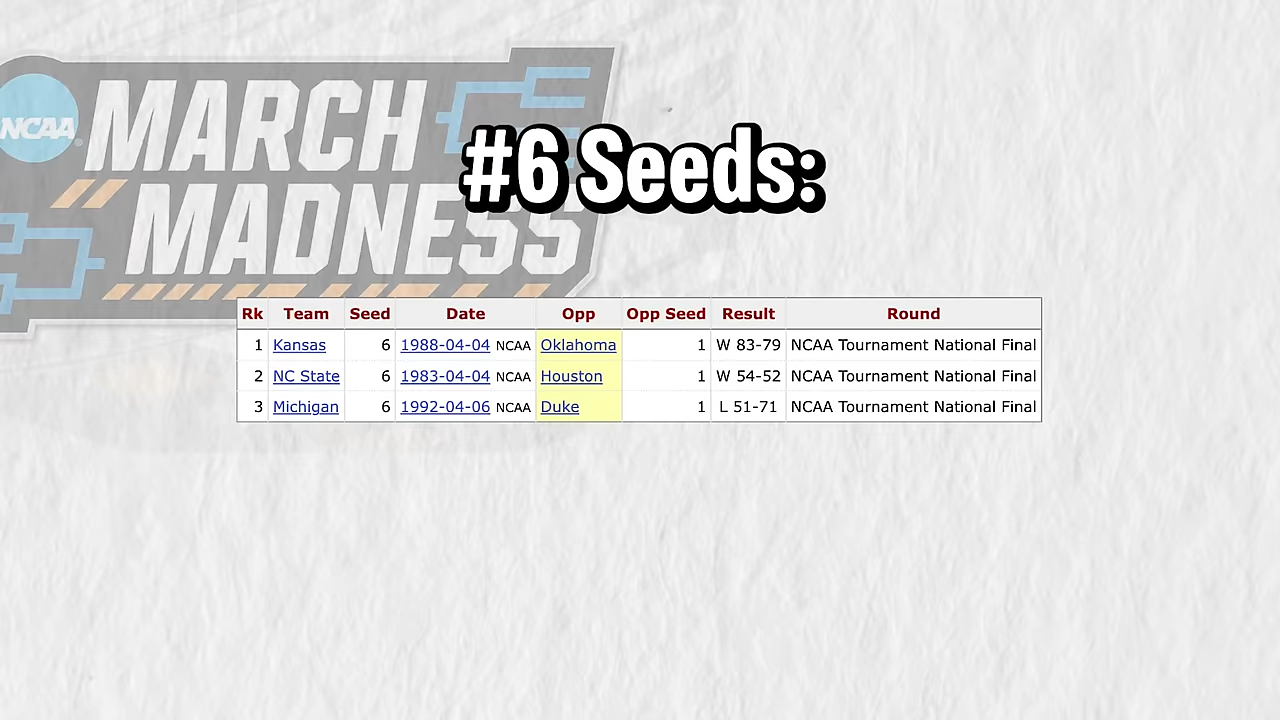 NCAA
MARCH
MADNESS
#6 Seeds:
Rk Team Seed Date Opp Opp Seed Result Round
1 Kansas 6 1988-04-04 NCAA Oklahoma 1 W 83-79 NCAA Tournament National Final
2 NC State 6 1983-04-04 NCAA Houston 1 W 54-52 NCAA Tournament National Final
3 Michigan 6 1992-04-06 NCAA Duke 1 L 51-71 NCAA Tournament National Final